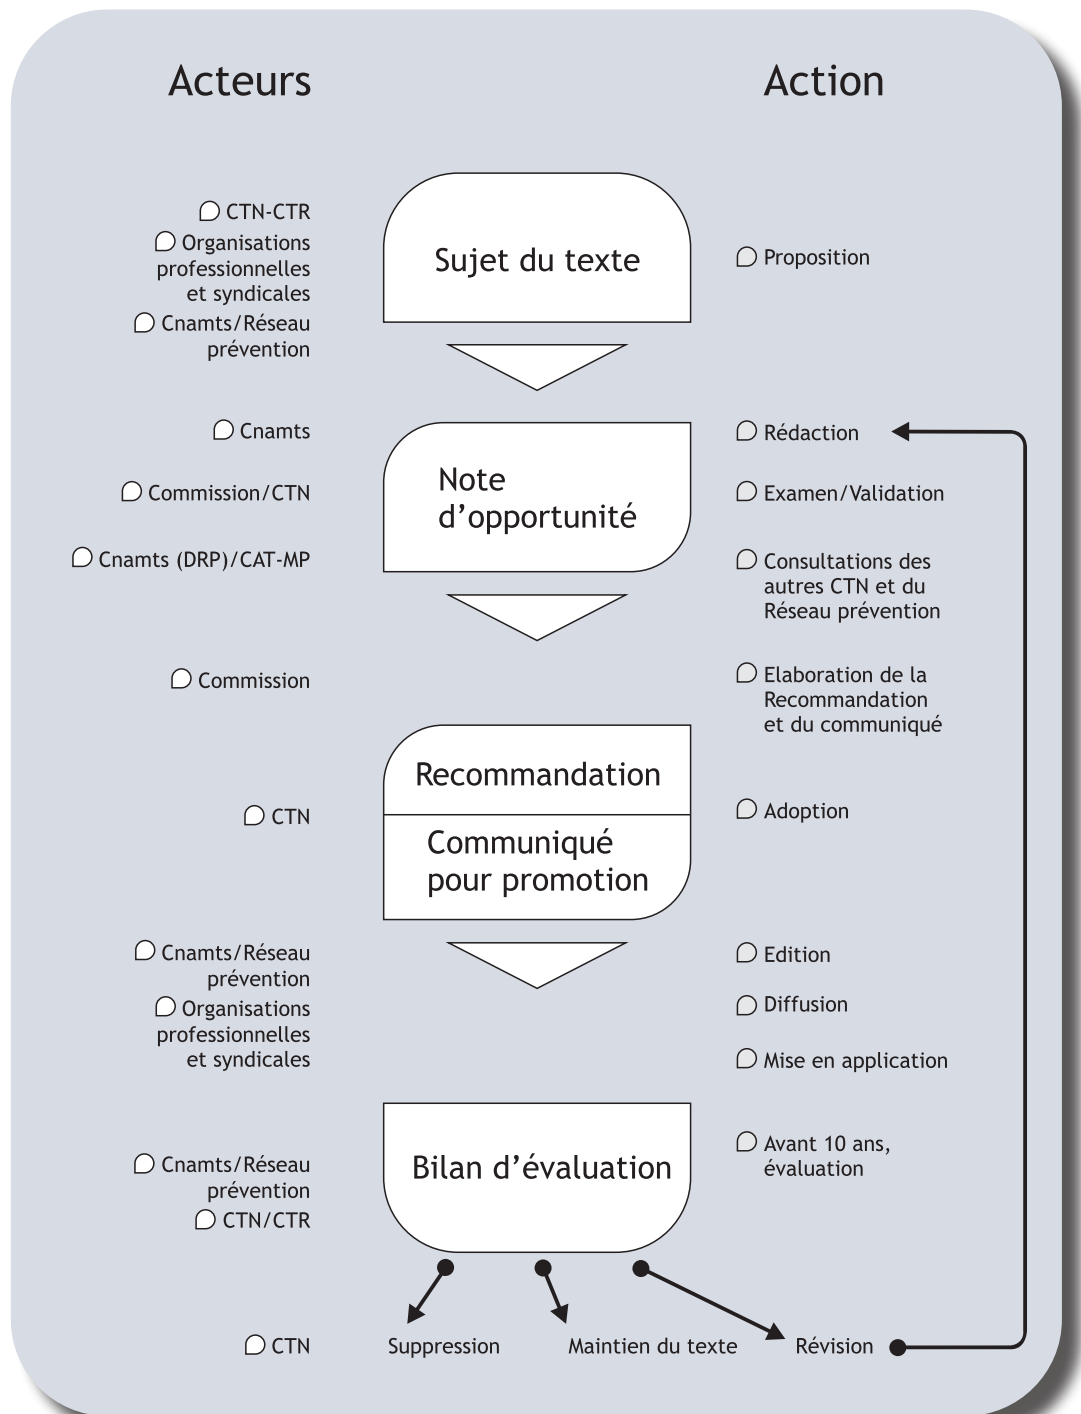 Acteurs
Action
CTN-CTR
Organisations
professionnelles
et syndicales
Cnamts/Réseau
prévention
Sujet du texte
Proposition
Cnamts
Commission/CTN
Cnamts (DRP)/CAT-MP
Note
d'opportunité
Rédaction
Examen/Validation
Consultations des
autres CTN et du
Réseau prévention
Commission
Elaboration de la
Recommandation
et du communiqué
Recommandation
Communiqué
pour promotion
CTN
Adoption
Cnamts/Réseau
prévention
Organisations
professionnelles
et syndicales
Edition
Diffusion
Mise en application
Cnamts/Réseau
prévention
CTN/CTR
Bilan d'évaluation
Avant 10 ans,
évaluation
CTN
Suppression
Maintien du texte
Révision